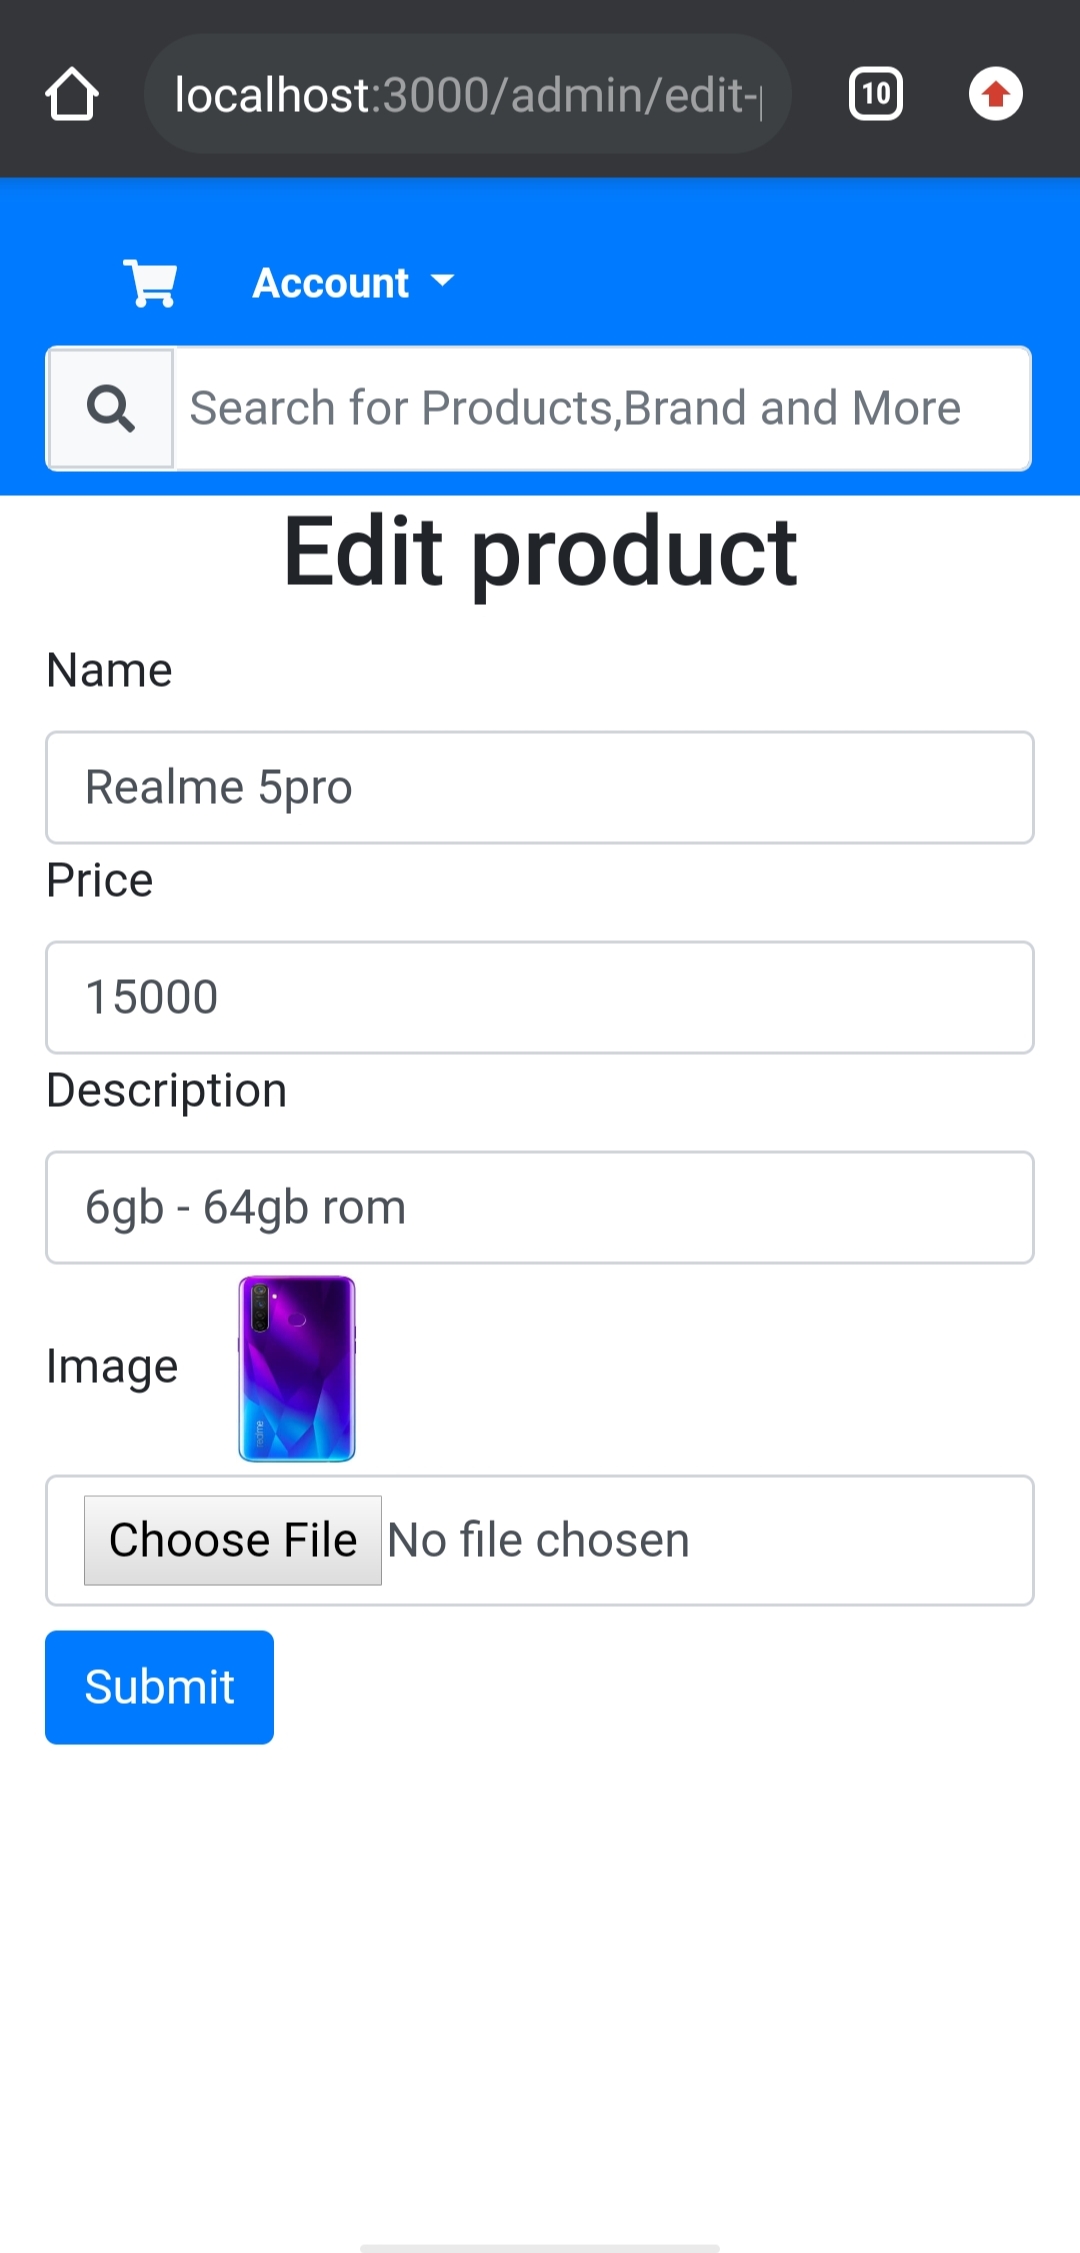 localhost:3000/admin/edit-
10
Account
Search for Products,Brand and More
Edit product
Name
Realme 5pro
Price
15000
Description
6gb - 64gb rom
realme
Image
Choose File No file chosen
Submit